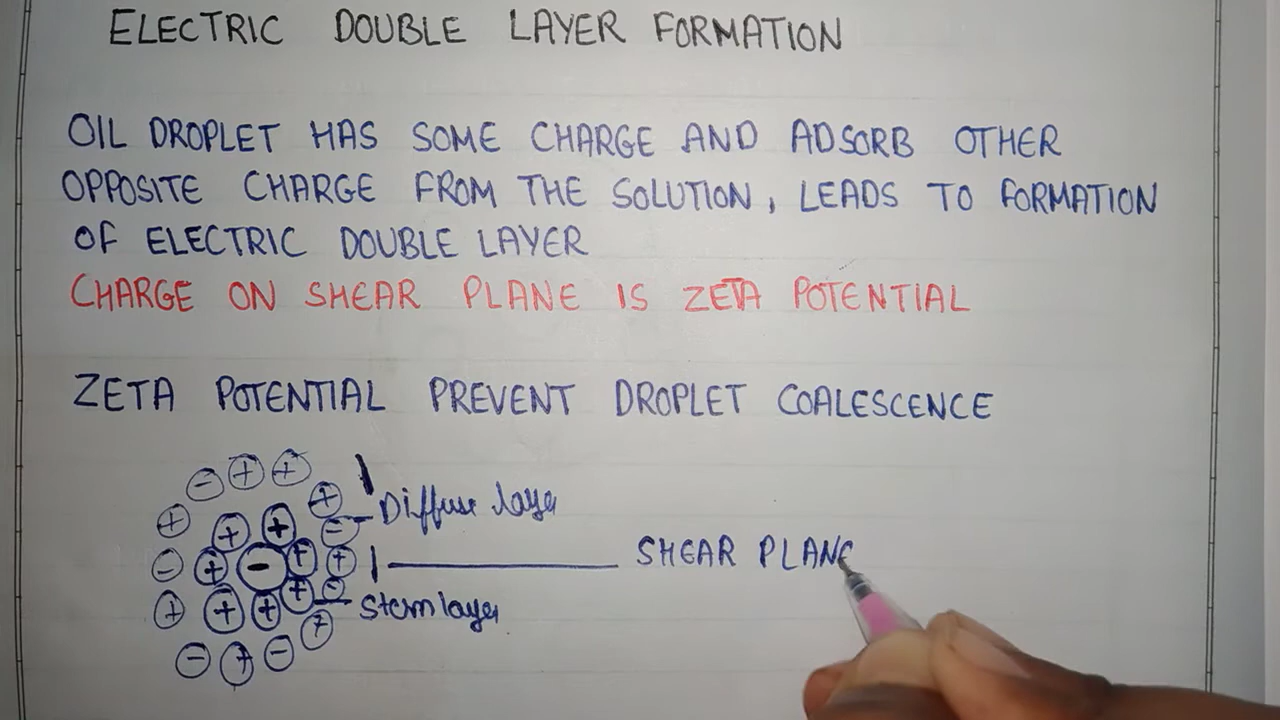 ELECTRIC DOUBLE LAYER FORMATION
OIL DROPLET HAS SOME CHARGE AND ADSORB OTHER
OPPOSITE CHARGE FROM THE SOLUTION, LEADS TO FORMATION
OF ELECTRIC DOUBLE LAYER
CHARGE ON SHEAR PLANE IS ZETA POTENTIAL
ZETA POTENTIAL PREVENT DROPLET COALESCENCE
Diffuse layer
SHEAR PLANE
Stern layer